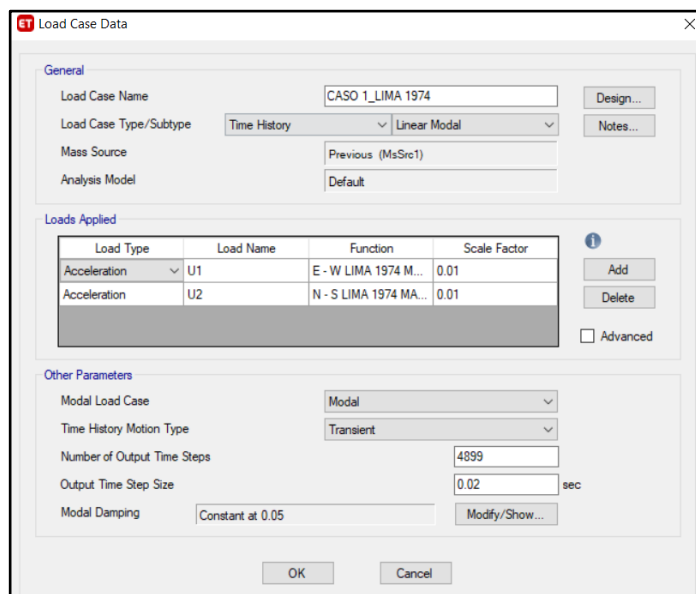 ET Load Case Data
General
Load Case Name CASO 1_LIMA 1974 Design...
Load Case Type/Subtype Time History Linear Modal Notes...
Mass Source Previous (MsSrc1)
Analysis Model Default
Loads Applied
Load Type Load Name Function Scale Factor
Acceleration U1 E - W LIMA 1974 M... 0.01 Add
Acceleration U2 N - S LIMA 1974 MA... 0.01 Delete
Advanced
Other Parameters
Modal Load Case Modal
Time History Motion Type Transient
Number of Output Time Steps 4899
Output Time Step Size 0.02 sec
Modal Damping Constant at 0.05 Modify/Show...
OK Cancel